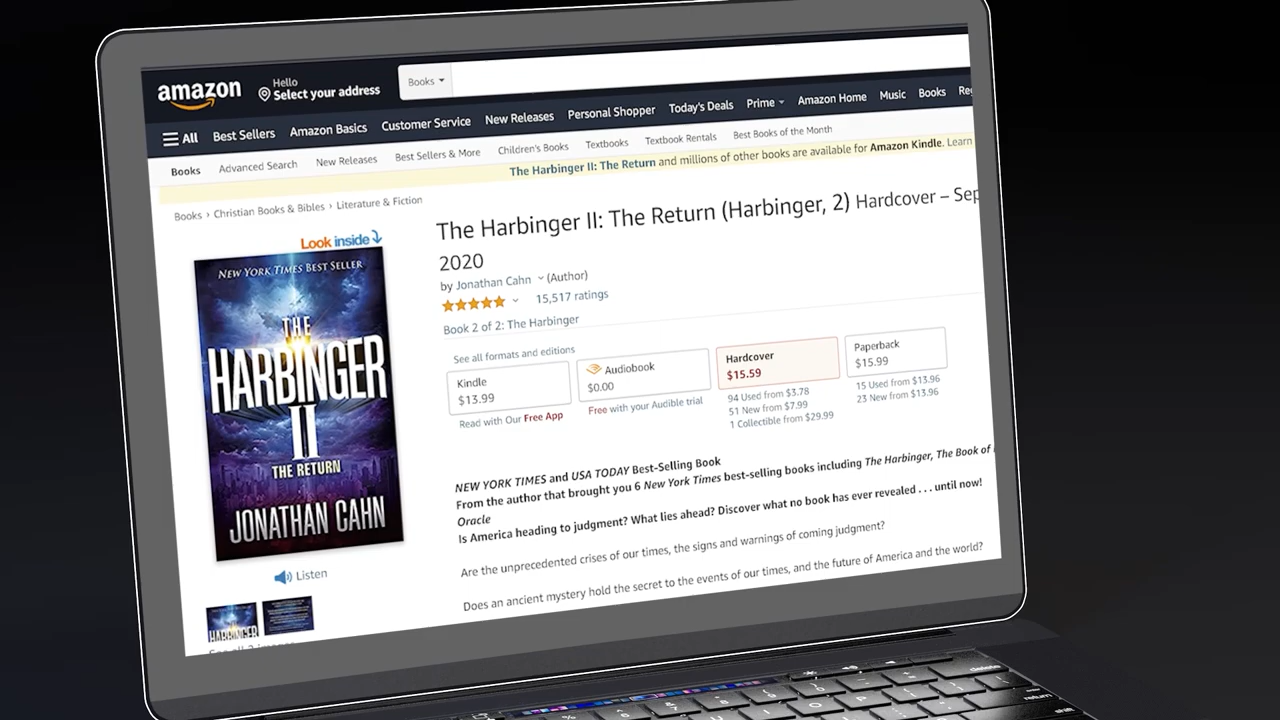 amazon
Hello
Select your address
Books
All
Best Sellers
Amazon Basics
Customer Service
New Releases
Personal Shopper
Today's Deals
Prime
Amazon Home
Music
Books
Books
Advanced Search
New Releases
Best Sellers & More
Children's Books
Textbooks
Textbook Rentals
Best Books of the Month
The Harbinger II: The Return and millions of other books are available for Amazon Kindle. Learn
Books › Christian Books & Bibles › Literature & Fiction
Look inside
NEW YORK TIMES BEST SELLER
THE
HARBINGER
II
THE RETURN
JONATHAN CAHN
Listen
HARBINGER
The Harbinger II: The Return (Harbinger, 2) Hardcover – Sep
2020
by Jonathan Cahn (Author)
15,517 ratings
Book 2 of 2: The Harbinger
See all formats and editions
Kindle
$13.99
Read with Our Free App
Audiobook
$0.00
Free with your Audible trial
Hardcover
$15.59
94 Used from $3.78
51 New from $7.99
1 Collectible from $29.99
Paperback
$15.99
15 Used from $13.96
23 New from $13.96
NEW YORK TIMES and USA TODAY Best-Selling Book
From the author that brought you 6 New York Times best-selling books including The Harbinger, The Book of
Oracle
Is America heading to judgment? What lies ahead? Discover what no book has ever revealed . . . until now!
Are the unprecedented crises of our times, the signs and warnings of coming judgment?
Does an ancient mystery hold the secret to the events of our times, and the future of America and the world?
delete
return
shift